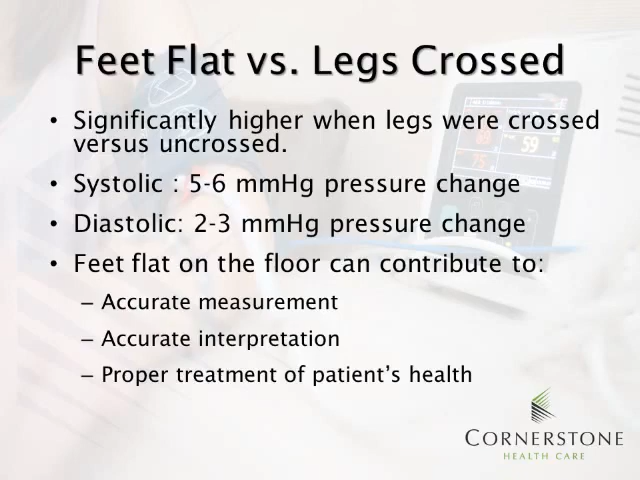 Feet Flat vs. Legs Crossed
• Significantly higher when legs were crossed
versus uncrossed.
• Systolic : 5-6 mmHg pressure change
• Diastolic: 2-3 mmHg pressure change
• Feet flat on the floor can contribute to:
– Accurate measurement
– Accurate interpretation
– Proper treatment of patient’s health
59
CORNERSTONE
HEALTH CARE